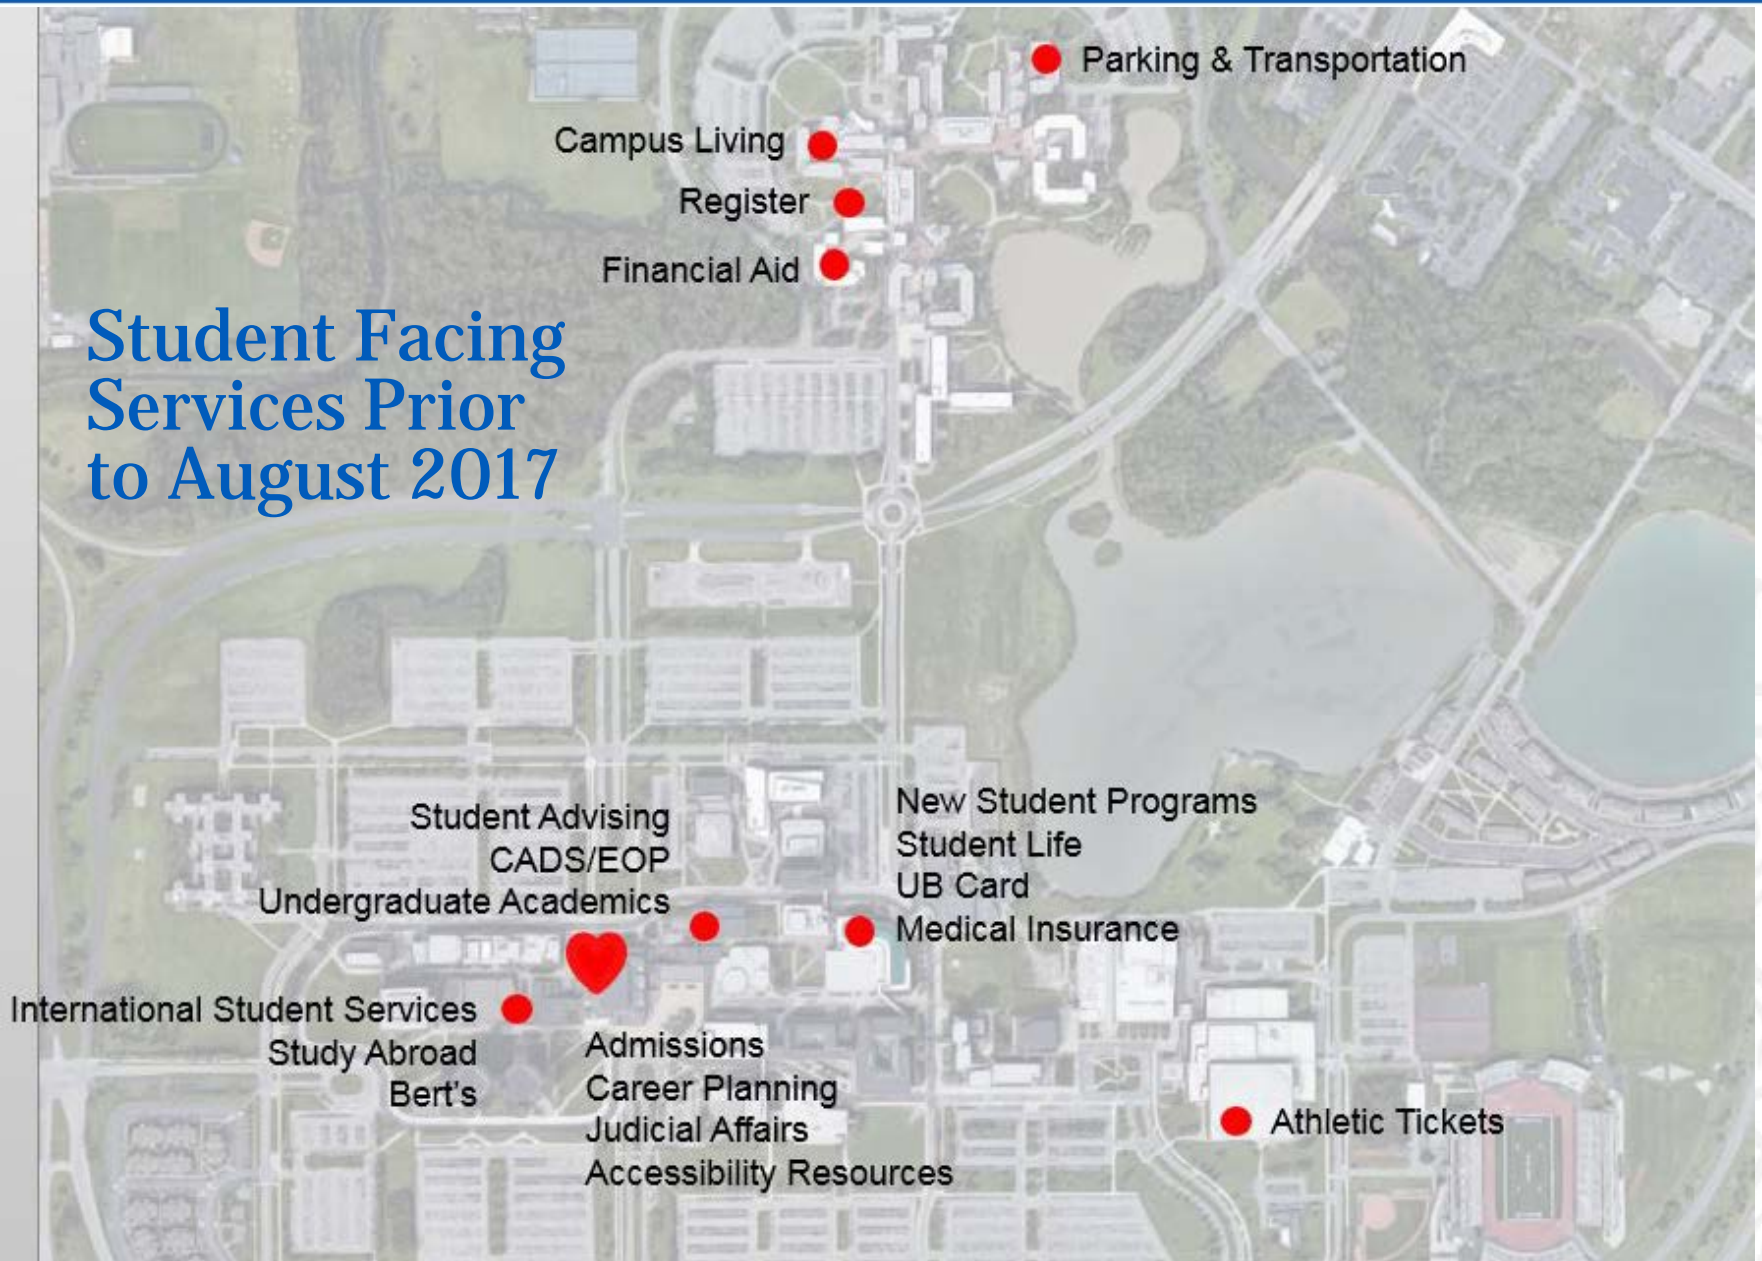 Parking & Transportation
Campus Living
Register
Financial Aid
Student Facing
Services Prior
to August 2017
Student Advising
CADS/EOP
Undergraduate Academics
New Student Programs
Student Life
UB Card
Medical Insurance
International Student Services
Study Abroad
Bert's
Admissions
Career Planning
Judicial Affairs
Accessibility Resources
Athletic Tickets